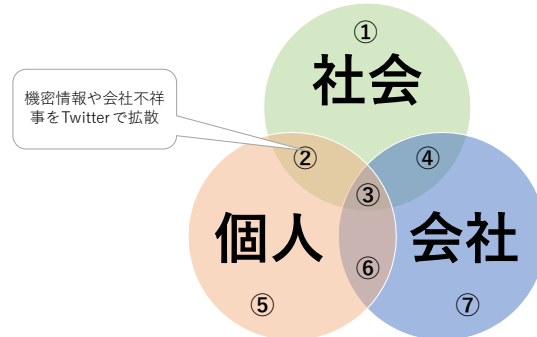 ①
社会
機密情報や会社不祥
事をTwitterで拡散
②
④
③
個人
会社
⑥
⑤
⑦